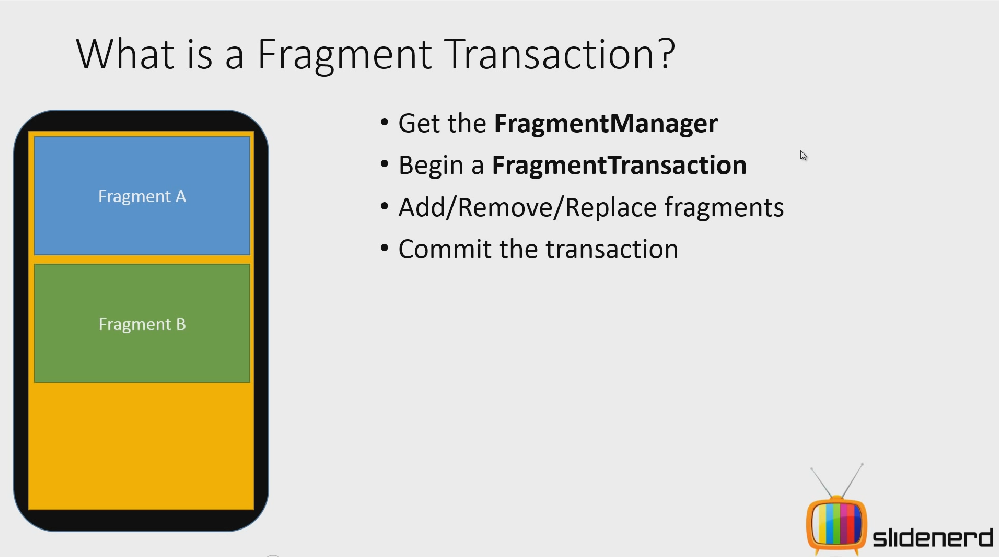 What is a Fragment Transaction?
Fragment A
Fragment B
• Get the FragmentManager
• Begin a FragmentTransaction
• Add/Remove/Replace fragments
• Commit the transaction
slidenerd